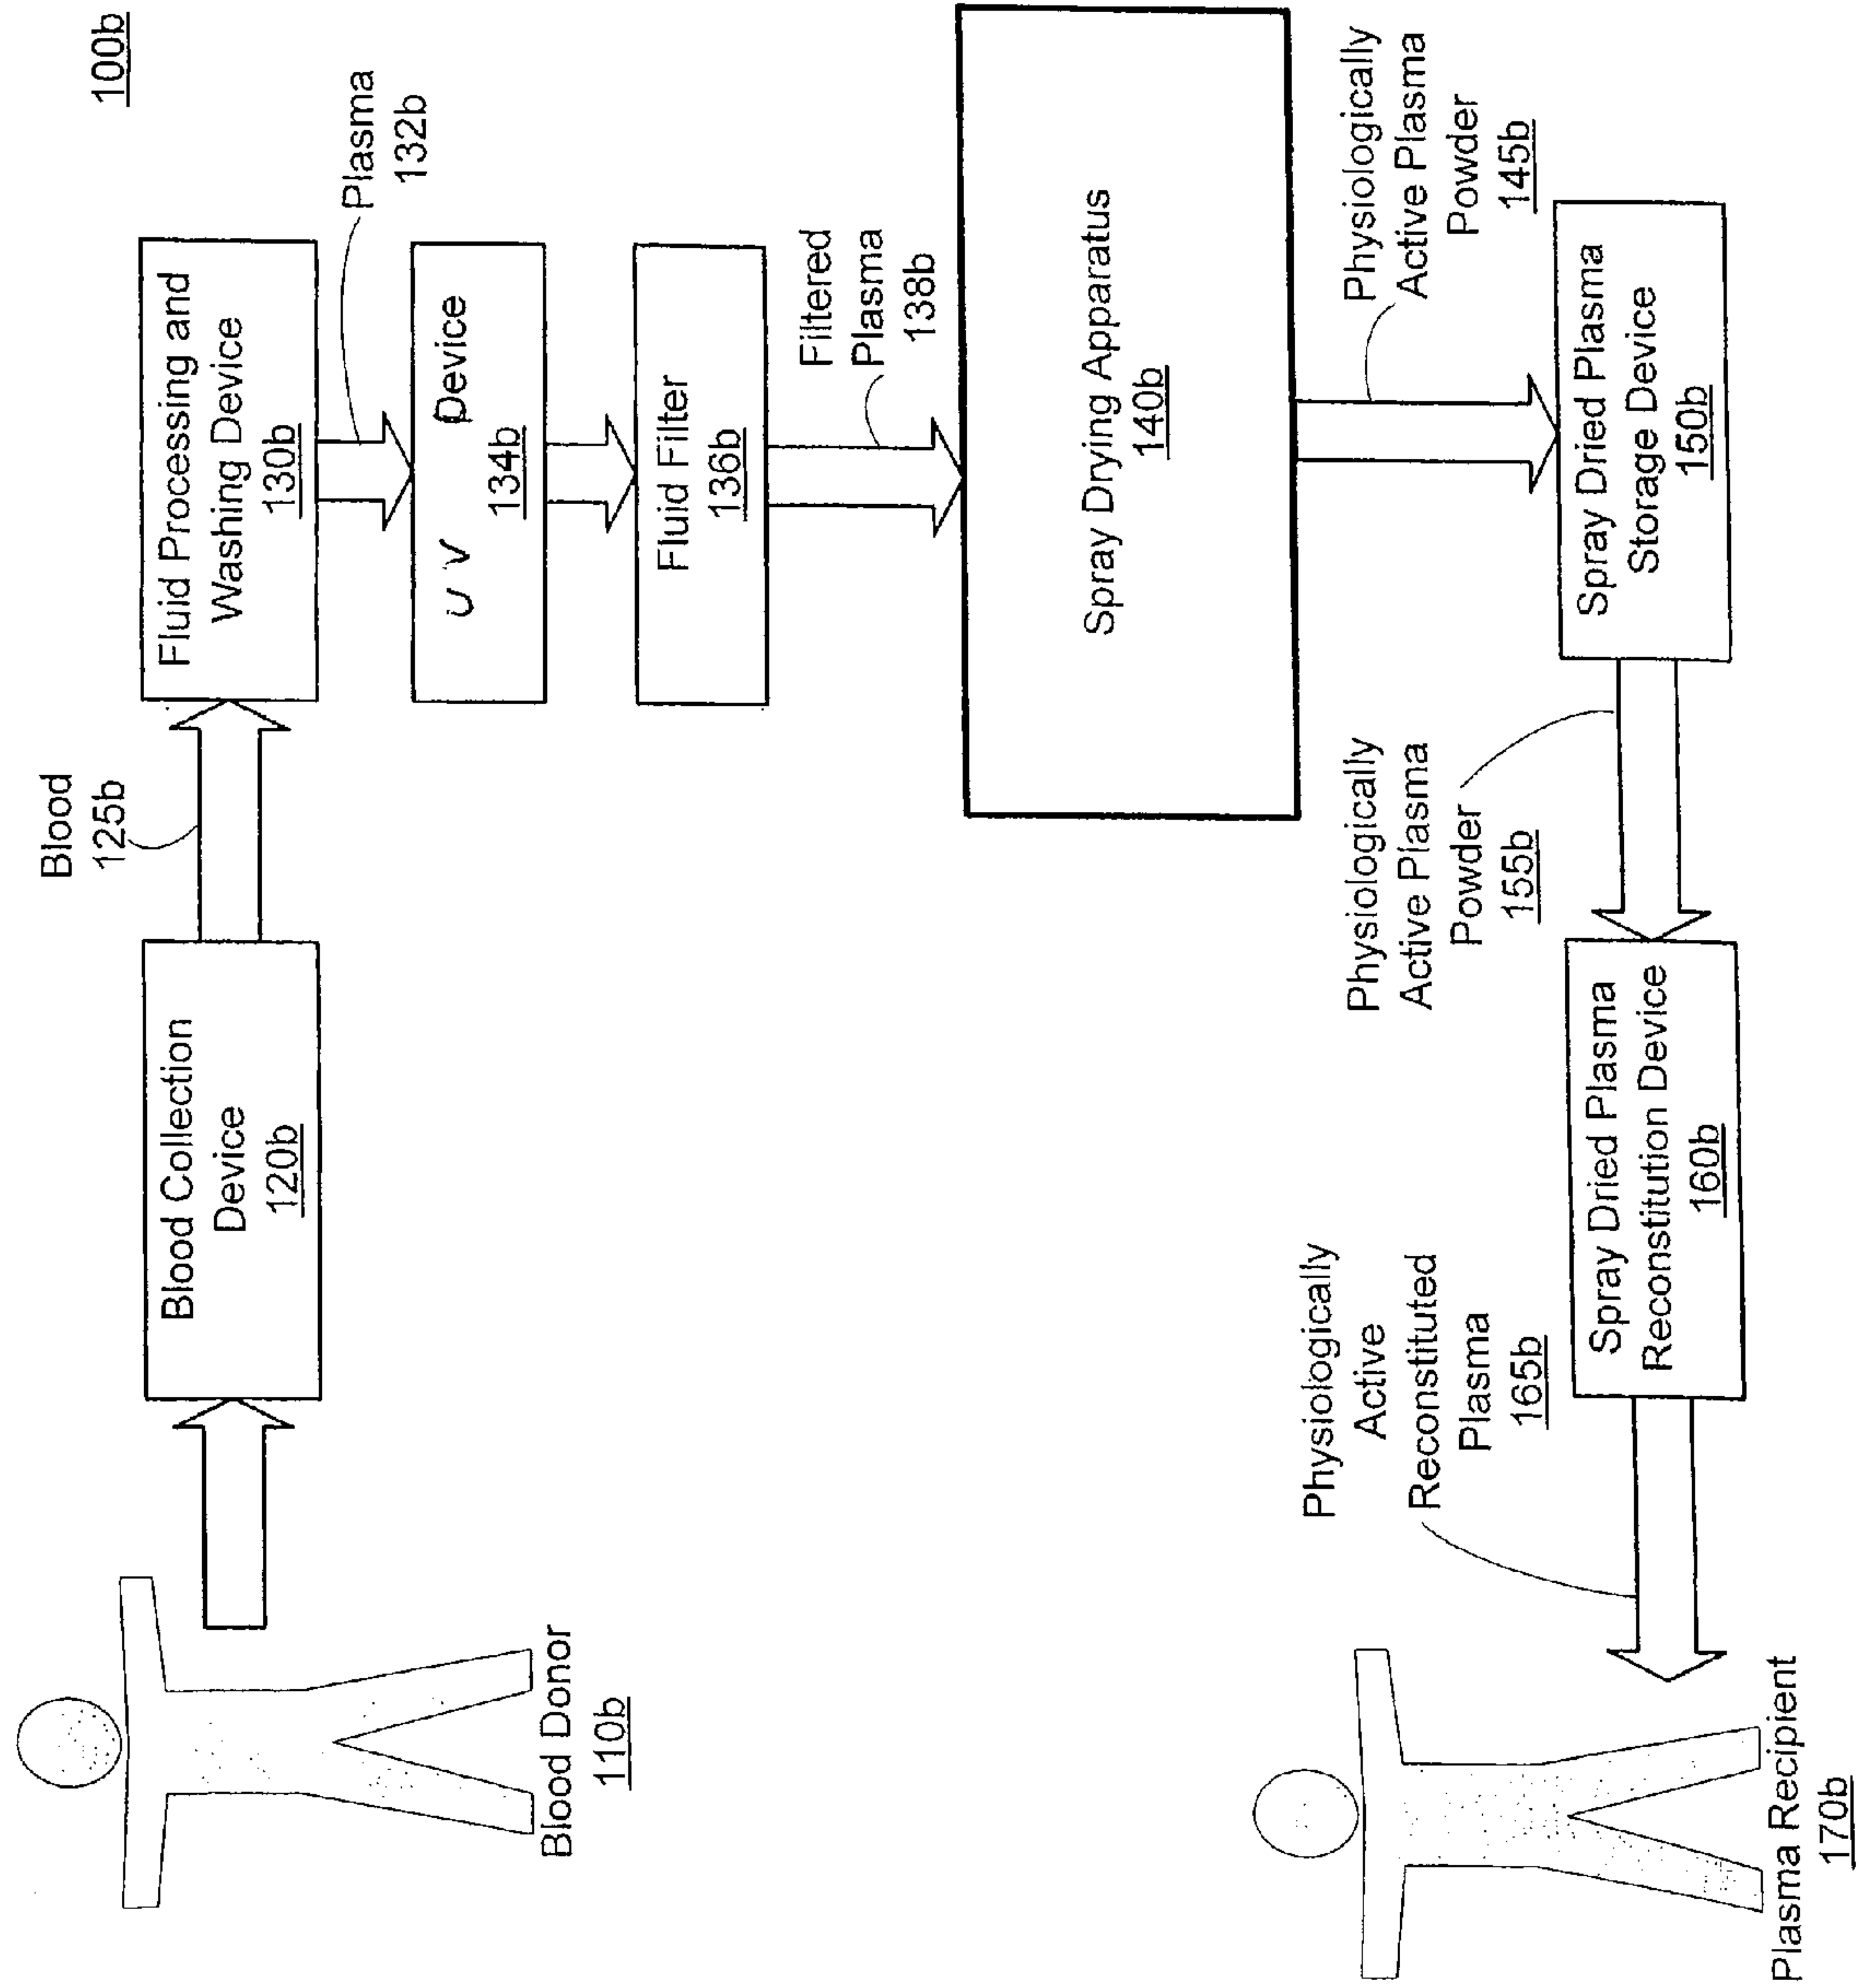 100b
Blood Donor
110b
Blood Collection
Device
120b
Blood
125b
Fluid Processing and
Washing Device
130b
Plasma
132b
UV Device
134b
Fluid Filter
136b
Filtered
Plasma
138b
Spray Drying Apparatus
140b
Physiologically
Active Plasma
Powder
145b
Spray Dried Plasma
Storage Device
150b
Physiologically
Active Plasma
Powder
155b
Spray Dried Plasma
Reconstitution Device
160b
Physiologically
Active
Reconstituted
Plasma
165b
Plasma Recipient
170b